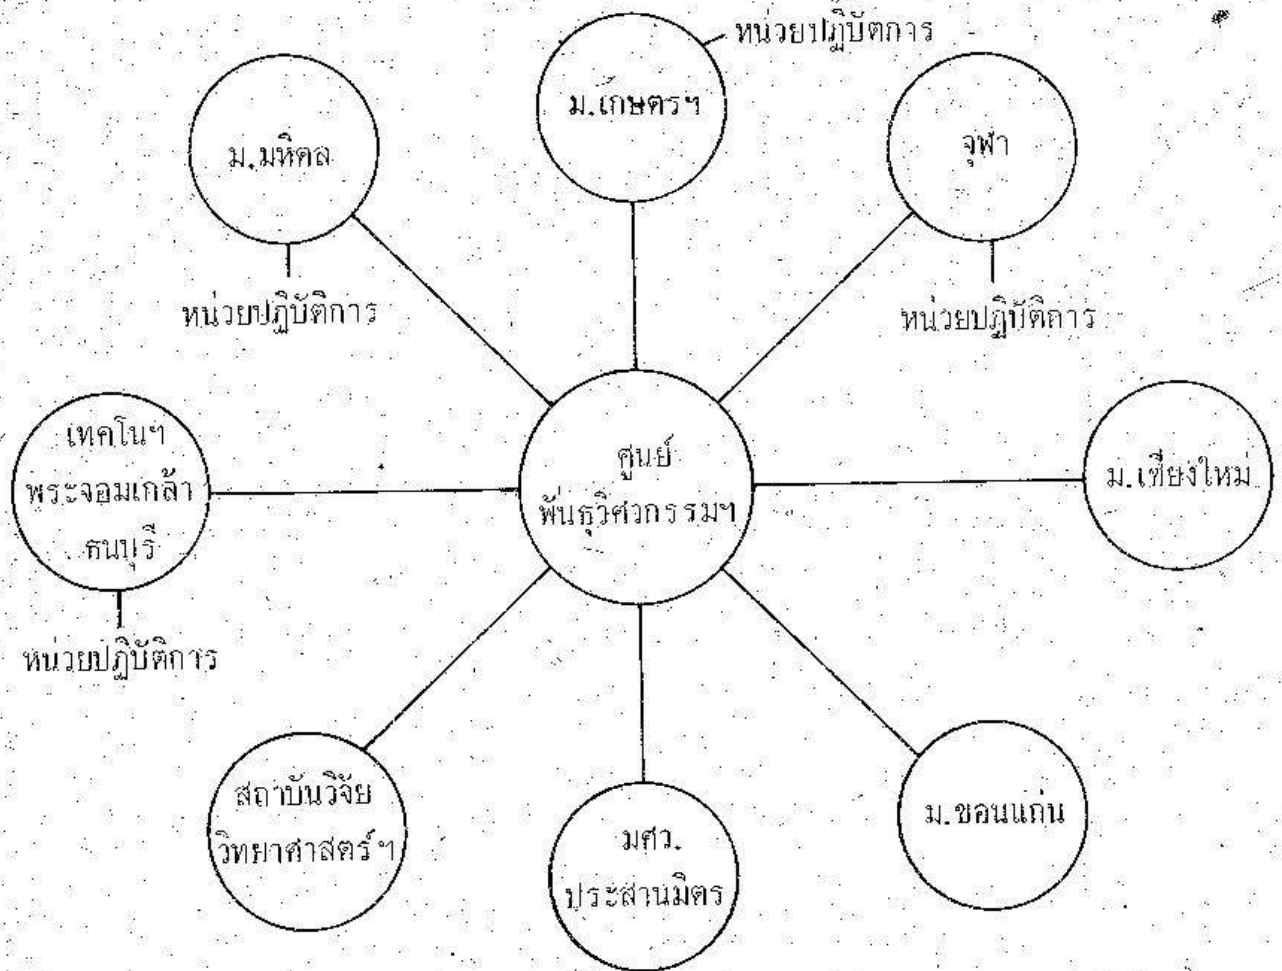 หน่วยปฏิบัตการ
ม.เกษตรฯ
ม.มหิดล
จุฬา
หน่วยปฏิบัติการ
หน่วยปฏิบัติการ
เทคโนฯ
พระจอมเกล้า
ธนบุรี
ศูนย์
พันธุวิศวกรรมฯ
ม.เชียงใหม่
หน่วยปฏิบัติการ
สถาบันวิจัย
วิทยาศาสตร์ฯ
มศว.
ประสานมิตร
ม.ขอนแก่น